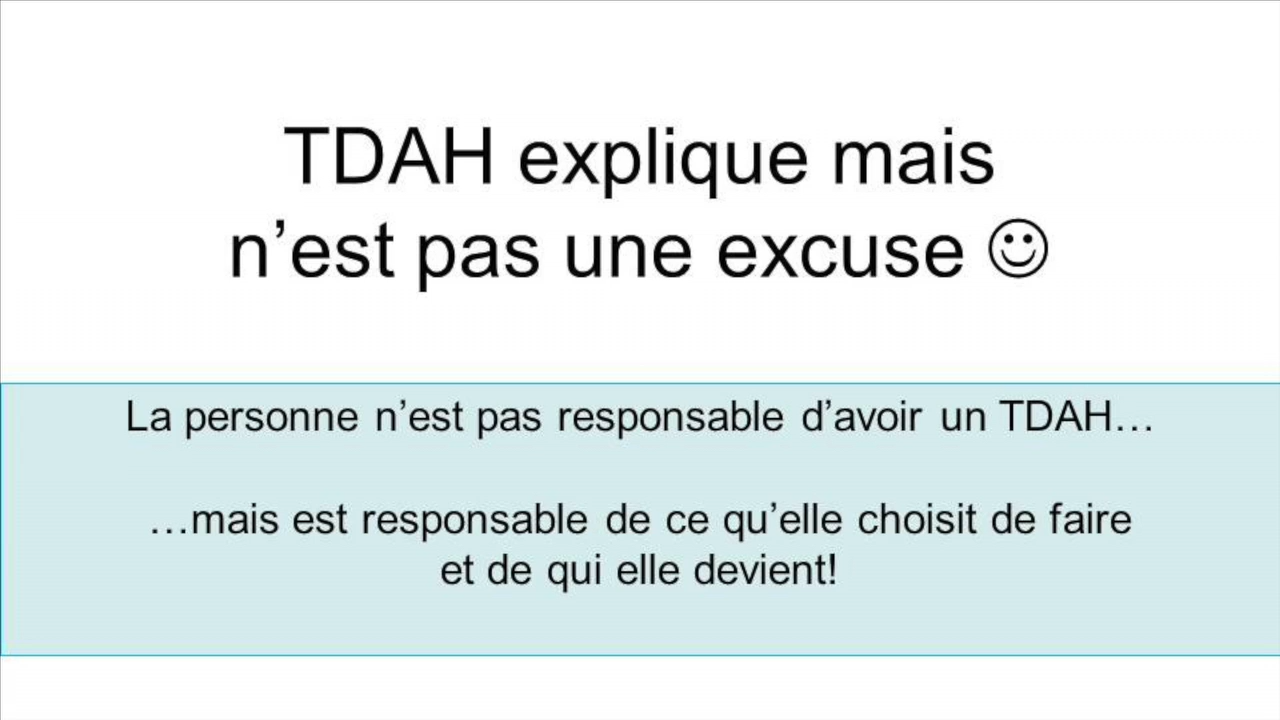 TDAH explique mais
n’est pas une excuse ☺
La personne n’est pas responsable d’avoir un TDAH…
…mais est responsable de ce qu’elle choisit de faire
et de qui elle devient!